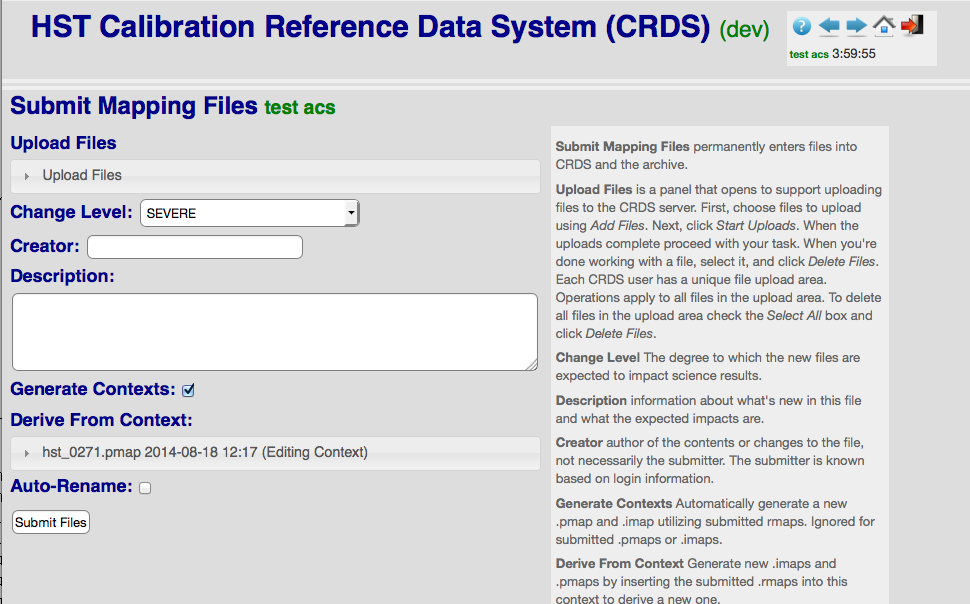 HST Calibration Reference Data System (CRDS) (dev)
test acs 3:59:55
Submit Mapping Files test acs
Upload Files
Upload Files
Change Level: SEVERE
Creator:
Description:
Generate Contexts:
Derive From Context:
hst_0271.pmap 2014-08-18 12:17 (Editing Context)
Auto-Rename:
Submit Files
Submit Mapping Files permanently enters files into
CRDS and the archive.
Upload Files is a panel that opens to support uploading
files to the CRDS server. First, choose files to upload
using Add Files. Next, click Start Uploads. When the
uploads complete proceed with your task. When you're
done working with a file, select it, and click Delete Files.
Each CRDS user has a unique file upload area.
Operations apply to all files in the upload area. To delete
all files in the upload area check the Select All box and
click Delete Files.
Change Level The degree to which the new files are
expected to impact science results.
Description information about what's new in this file
and what the expected impacts are.
Creator author of the contents or changes to the file,
not necessarily the submitter. The submitter is known
based on login information.
Generate Contexts Automatically generate a new
.pmap and .imap utilizing submitted rmaps. Ignored for
submitted .pmaps or .imaps.
Derive From Context Generate new .imaps and
.pmaps by inserting the submitted .rmaps into this
context to derive a new one.